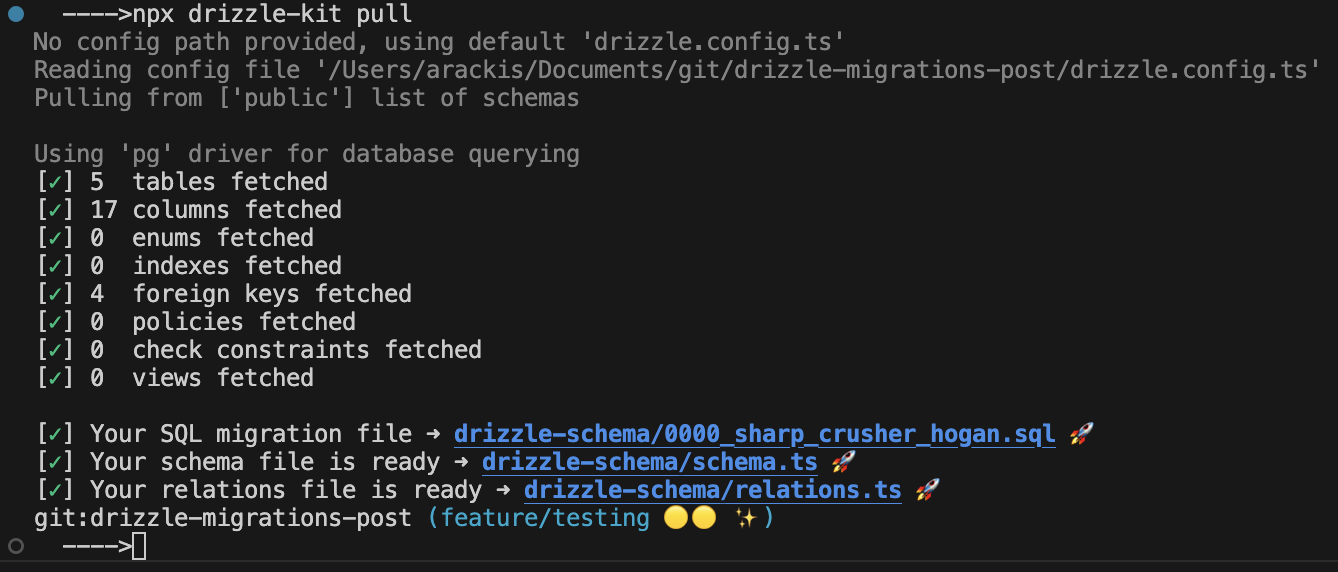 ---->npx drizzle-kit pull
No config path provided, using default 'drizzle.config.ts'
Reading config file '/Users/arackis/Documents/git/drizzle-migrations-post/drizzle.config.ts'
Pulling from ['public'] list of schemas
Using 'pg' driver for database querying
[✓] 5  tables fetched
[✓] 17 columns fetched
[✓] 0  enums fetched
[✓] 0  indexes fetched
[✓] 4  foreign keys fetched
[✓] 0  policies fetched
[✓] 0  check constraints fetched
[✓] 0  views fetched
[✓] Your SQL migration file ➜ drizzle-schema/0000_sharp_crusher_hogan.sql 🚀
[✓] Your schema file is ready ➜ drizzle-schema/schema.ts 🚀
[✓] Your relations file is ready ➜ drizzle-schema/relations.ts 🚀
git:drizzle-migrations-post (feature/testing 🟡🟡 ✨)
---->